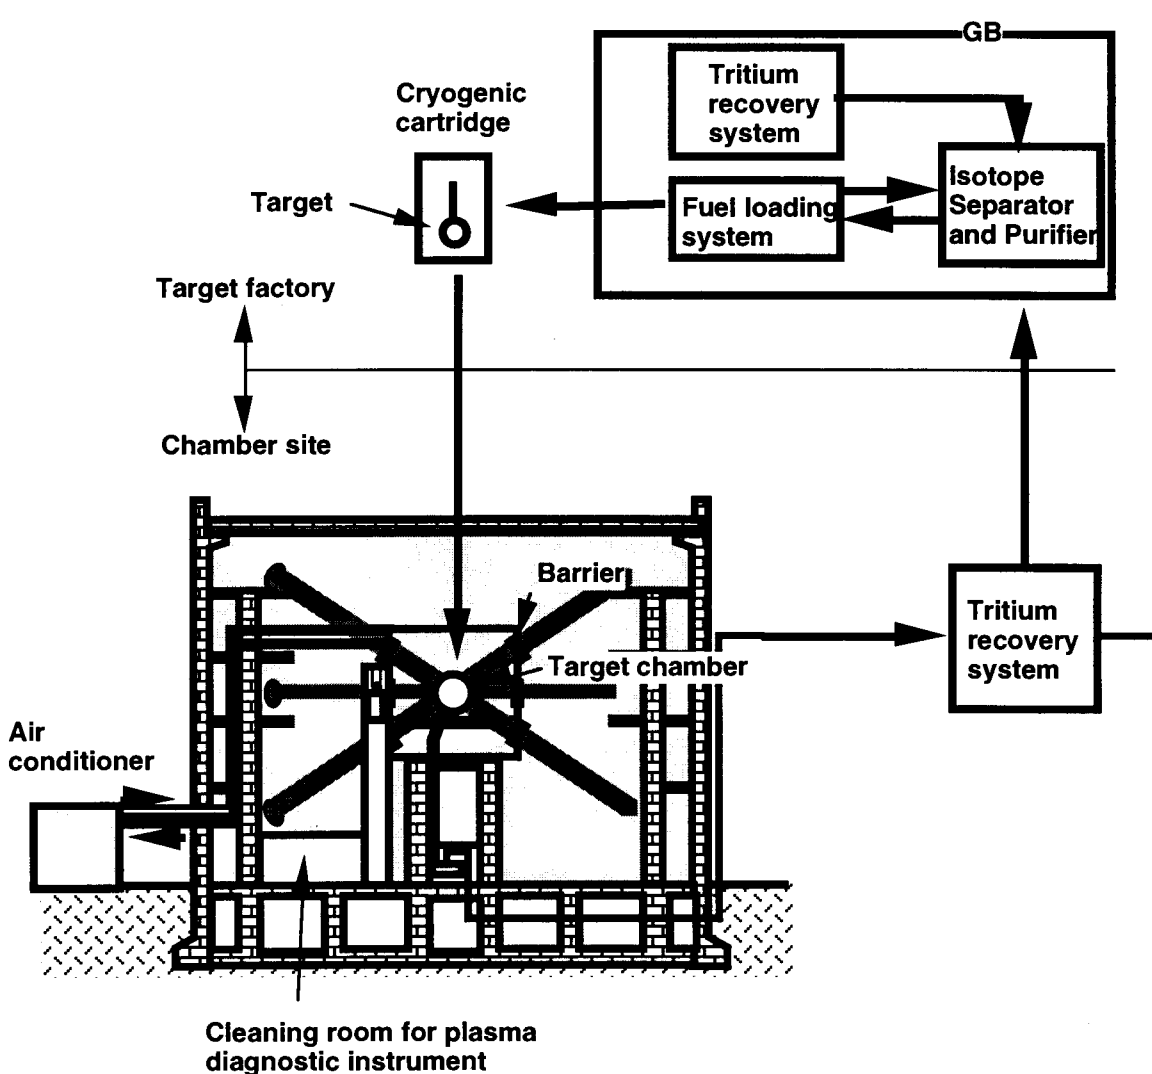 GB
Tritium
recovery
system
Cryogenic
cartridge
Isotope
Separator
and Purifier
Target
Fuel loading
system
Target factory
Chamber site
Barrier
Tritium
recovery
system
Target chamber
Air
conditioner
Cleaning room for plasma
diagnostic instrument